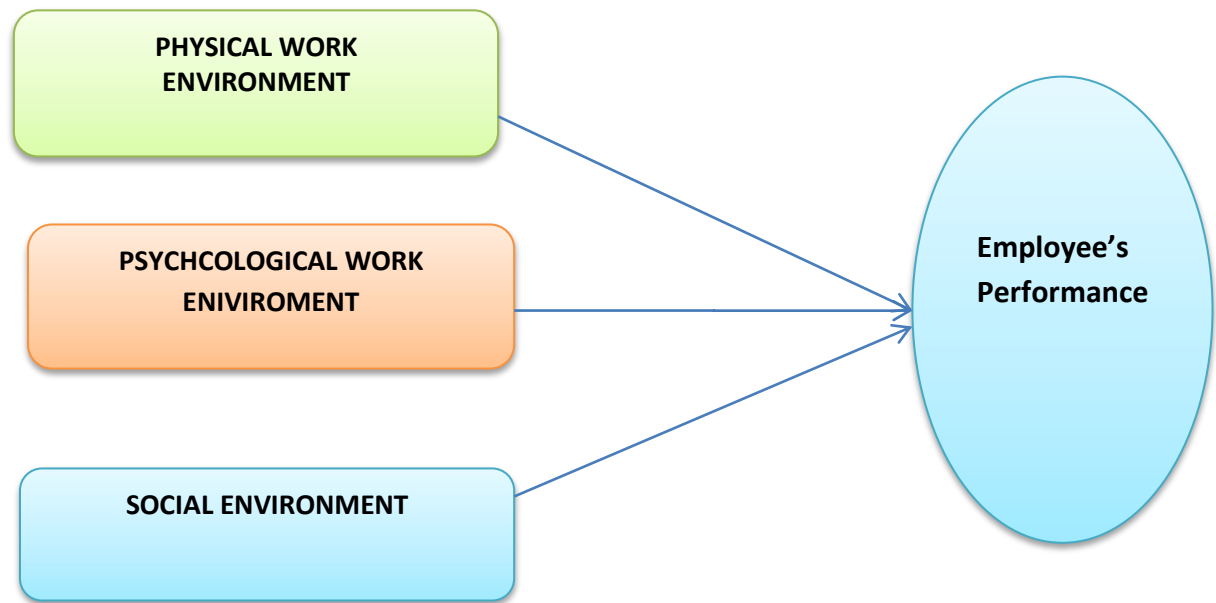 PHYSICAL WORK
ENVIRONMENT
PSYCHCOLOGICAL WORK
ENIVIROMENT
SOCIAL ENVIRONMENT
Employee’s
Performance